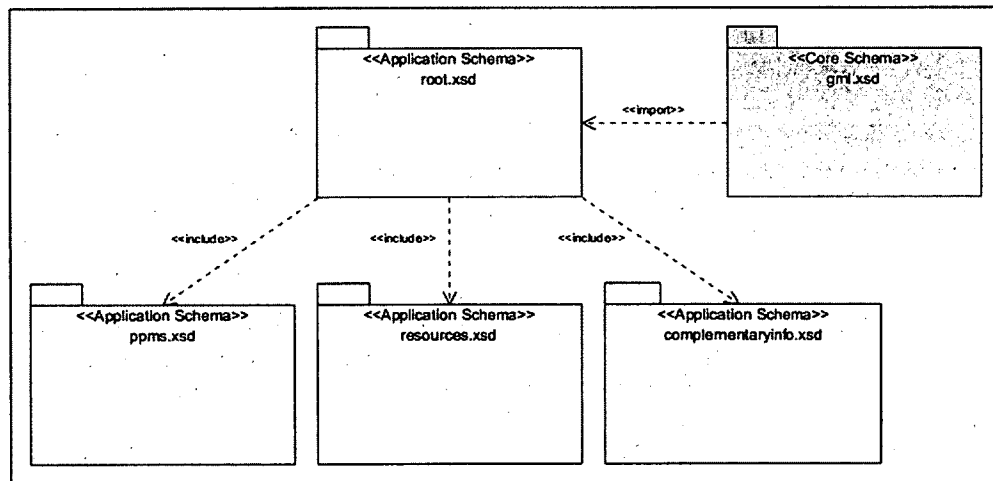 <<Application Schema>>
root.xsd
<<Core Schema>>
gml.xsd
<<import>>
<<include>>
<<include>>
<<include>>
<<Application Schema>>
ppms.xsd
<<Application Schema>>
resources.xsd
<<Application Schema>>
complementaryinfo.xsd